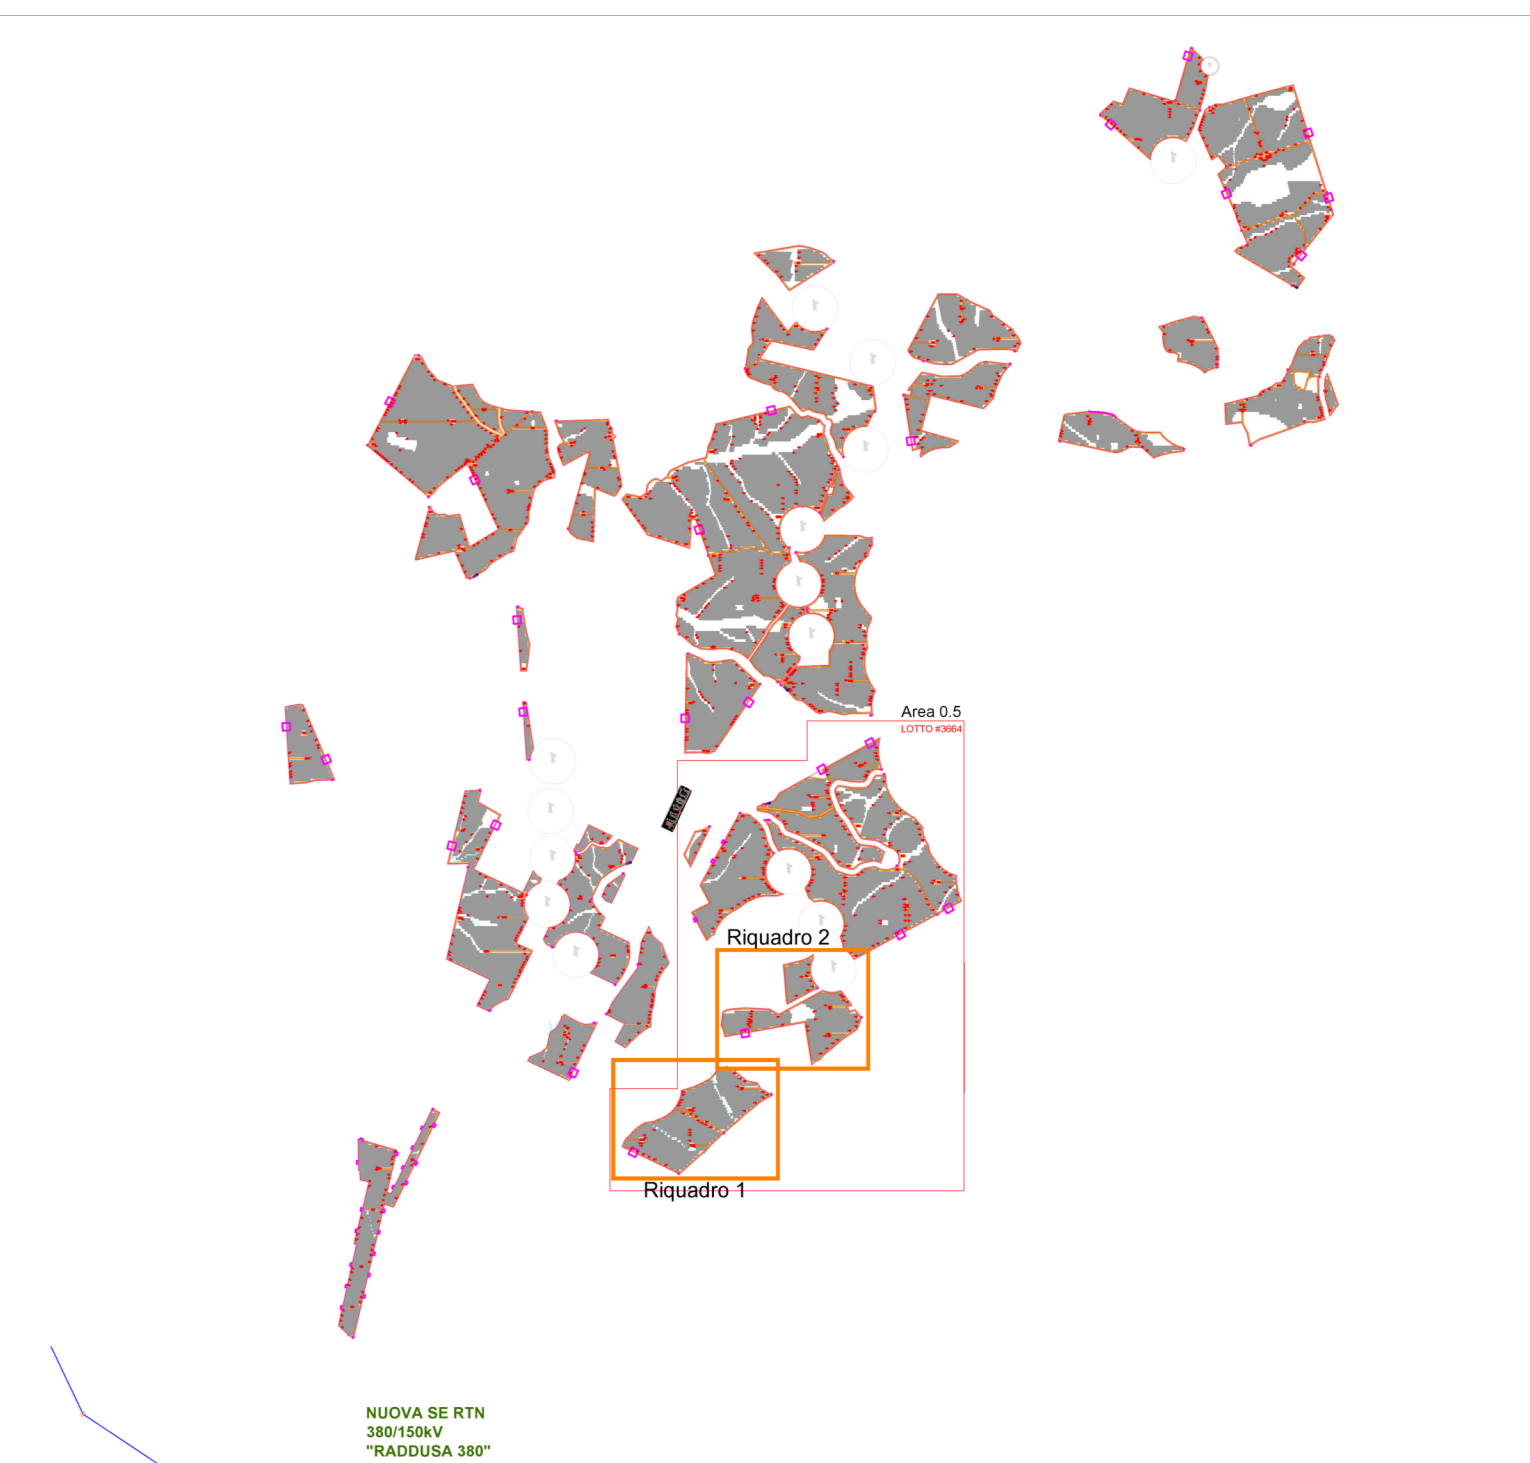 Area 0.5
LOTTO #3664
Riquadro 2
Riquadro 1
NUOVA SE RTN
380/150kV
"RADDUSA 380"